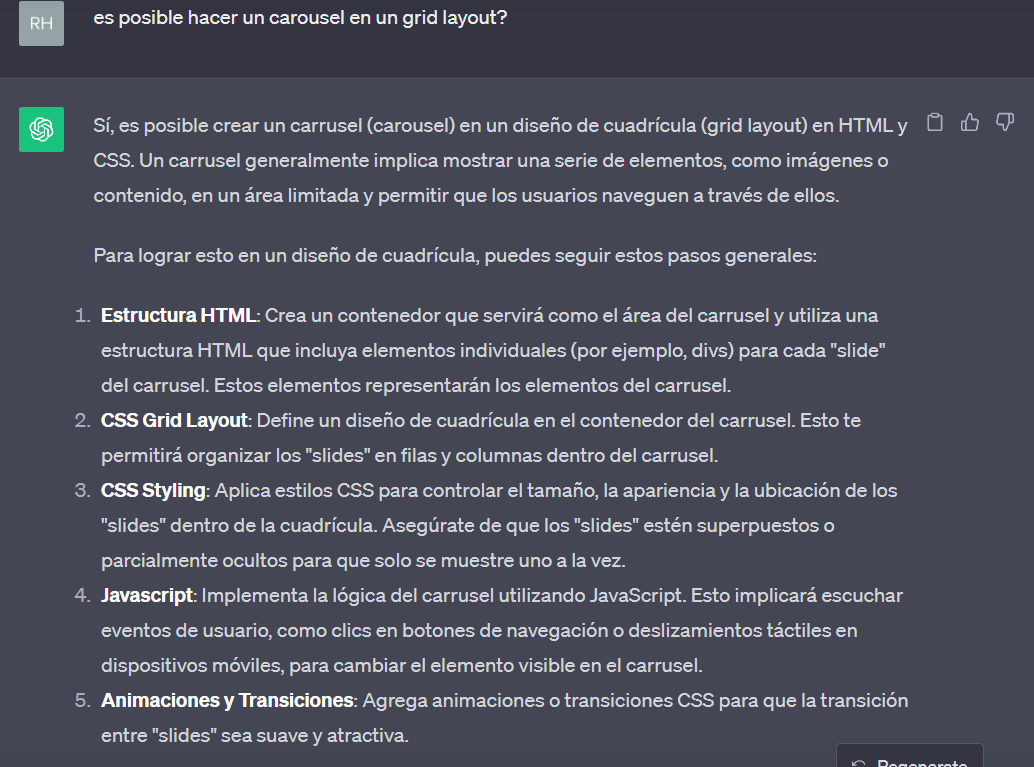 RH
es posible hacer un carousel en un grid layout?
Sí, es posible crear un carrusel (carousel) en un diseño de cuadrícula (grid layout) en HTML y
CSS. Un carrusel generalmente implica mostrar una serie de elementos, como imágenes o
contenido, en un área limitada y permitir que los usuarios naveguen a través de ellos.
Para lograr esto en un diseño de cuadrícula, puedes seguir estos pasos generales:
1. Estructura HTML: Crea un contenedor que servirá como el área del carrusel y utiliza una
estructura HTML que incluya elementos individuales (por ejemplo, divs) para cada "slide"
del carrusel. Estos elementos representarán los elementos del carrusel.
2. CSS Grid Layout: Define un diseño de cuadrícula en el contenedor del carrusel. Esto te
permitirá organizar los "slides" en filas y columnas dentro del carrusel.
3. CSS Styling: Aplica estilos CSS para controlar el tamaño, la apariencia y la ubicación de los
"slides" dentro de la cuadrícula. Asegúrate de que los "slides" estén superpuestos o
parcialmente ocultos para que solo se muestre uno a la vez.
4. Javascript: Implementa la lógica del carrusel utilizando JavaScript. Esto implicará escuchar
eventos de usuario, como clics en botones de navegación o deslizamientos táctiles en
dispositivos móviles, para cambiar el elemento visible en el carrusel.
5. Animaciones y Transiciones: Agrega animaciones o transiciones CSS para que la transición
entre "slides" sea suave y atractiva.
Regenerate